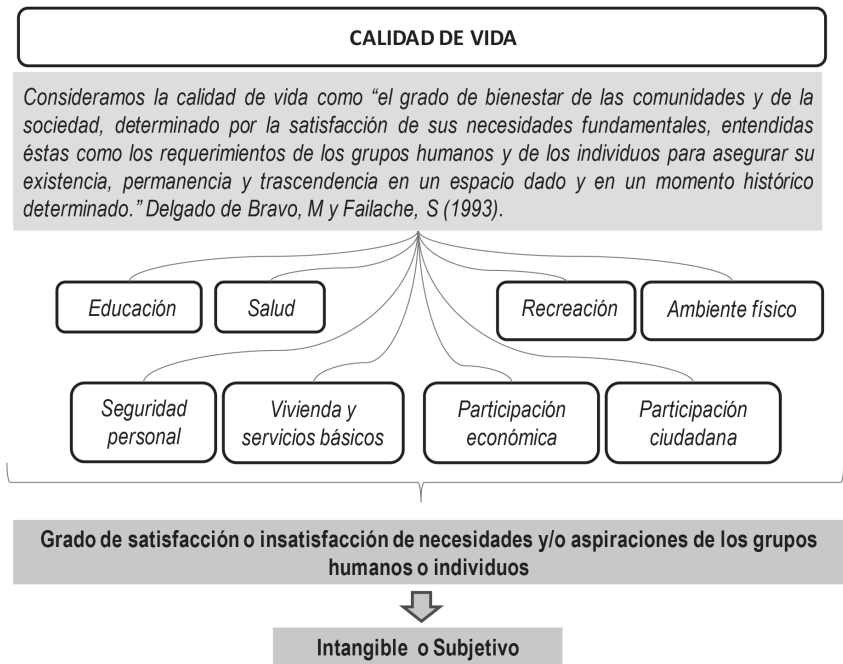 CALIDAD DE VIDA
Consideramos la calidad de vida como “el grado de bienestar de las comunidades y de la
sociedad, determinado por la satisfacción de sus necesidades fundamentales, entendidas
éstas como los requerimientos de los grupos humanos y de los individuos para asegurar su
existencia, permanencia y trascendencia en un espacio dado y en un momento histórico
determinado.” Delgado de Bravo, M y Failache, S (1993).
Educación
Salud
Recreación
Ambiente físico
Seguridad
personal
Vivienda y
servicios básicos
Participación
económica
Participación
ciudadana
Grado de satisfacción o insatisfacción de necesidades y/o aspiraciones de los grupos
humanos o individuos
Intangible o Subjetivo